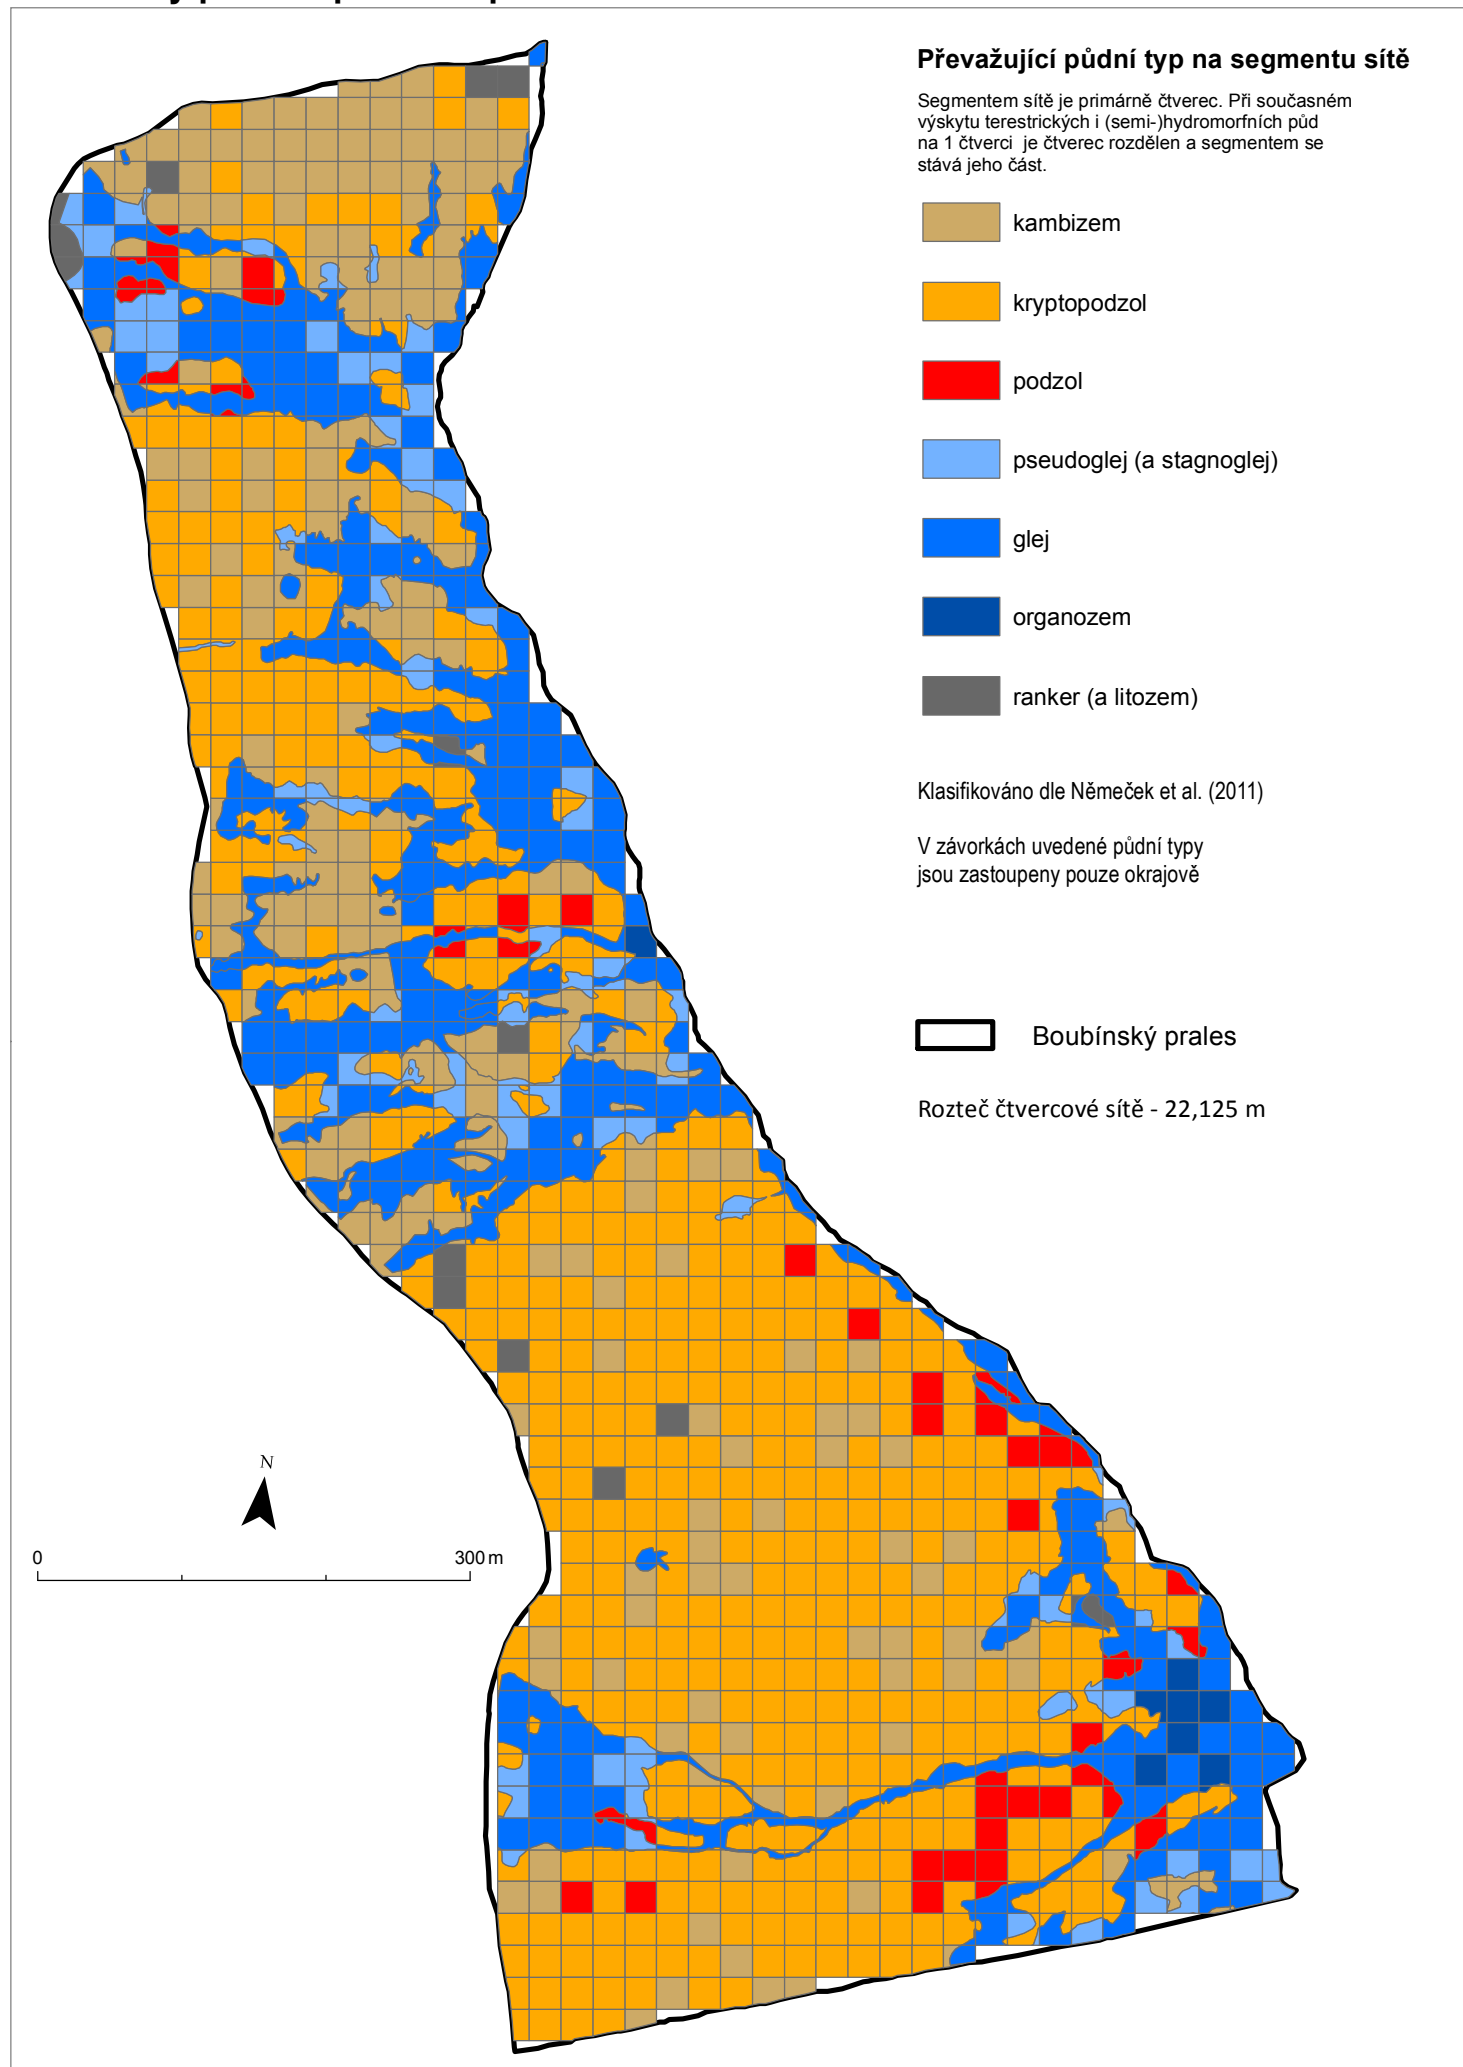 Převažující půdní typ na segmentu sítě
Segmentem sítě je primárně čtverec. Při současném
výskytu terestrických i (semi-)hydromorfních půd
na 1 čtverci je čtverec rozdělen a segmentem se
stává jeho část.
kambizem
kryptopodzol
podzol
pseudoglej (a stagnoglej)
glej
organozem
ranker (a litozem)
Klasifikováno dle Němeček et al. (2011)
V závorkách uvedené půdní typy
jsou zastoupeny pouze okrajově
Boubínský prales
Rozteč čtvercové sítě - 22,125 m
N
0
300 m